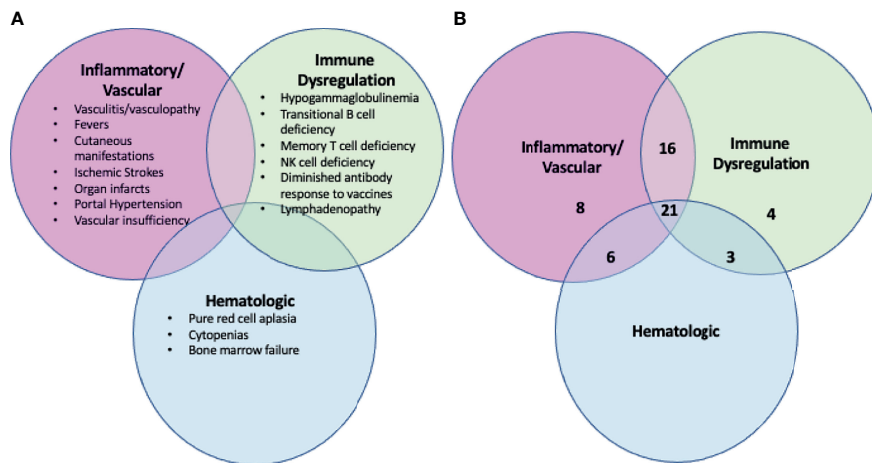 A
Inflammatory/
Vascular
• Vasculitis/vasculopathy
• Fevers
• Cutaneous
manifestations
• Ischemic Strokes
• Organ infarcts
• Portal Hypertension
• Vascular insufficiency
Immune
Dysregulation
• Hypogammaglobulinemia
• Transitional B cell
deficiency
• Memory T cell deficiency
• NK cell deficiency
• Diminished antibody
response to vaccines
• Lymphadenopathy
Hematologic
• Pure red cell aplasia
• Cytopenias
• Bone marrow failure
B
Inflammatory/
Vascular
8
16
Immune
Dysregulation
4
21
6
3
Hematologic